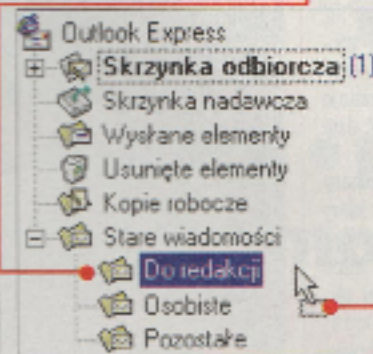 Outlook Express
Skrzynka odbiorcza (1)
Skrzynka nadawcza
Wysłane elementy
Usunięte elementy
Kopie robocze
Stare wiadomości
Do redakcji
Osobiste
Pozostałe